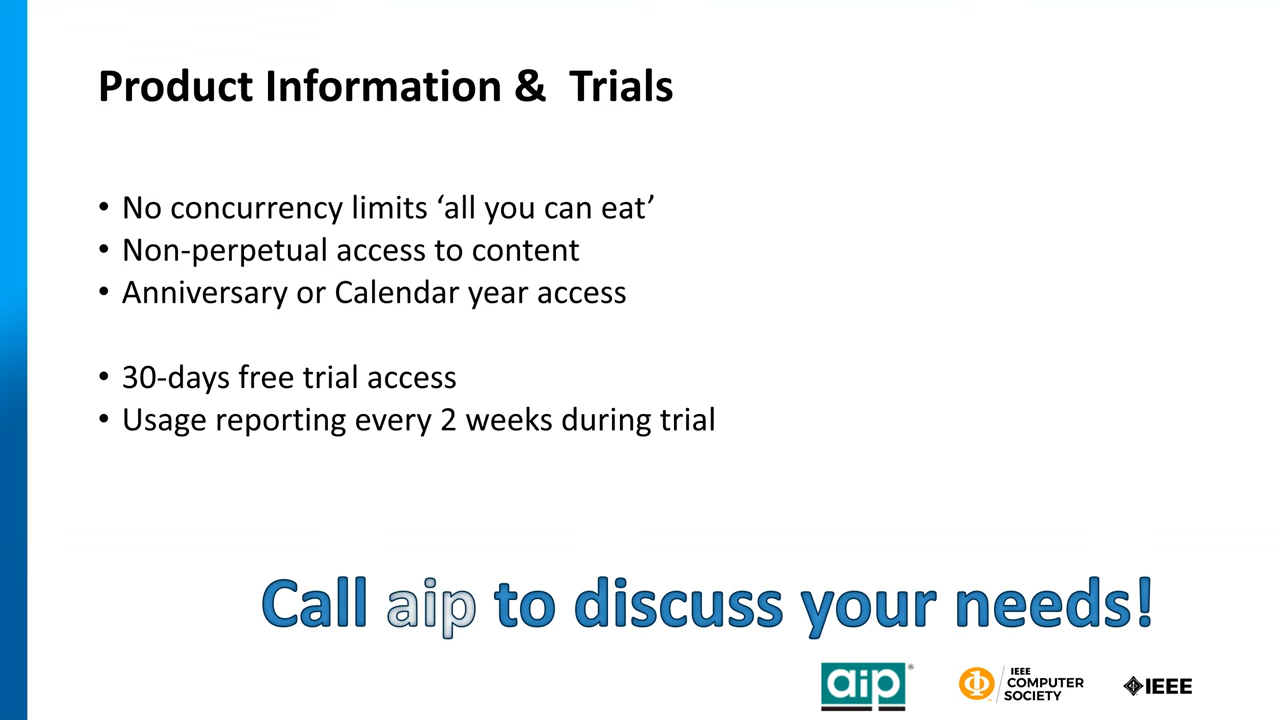 Product Information &  Trials
• No concurrency limits ‘all you can eat’
• Non-perpetual access to content
• Anniversary or Calendar year access
• 30-days free trial access
• Usage reporting every 2 weeks during trial
Call aip to discuss your needs!
aip®
IEEE
COMPUTER
SOCIETY
IEEE